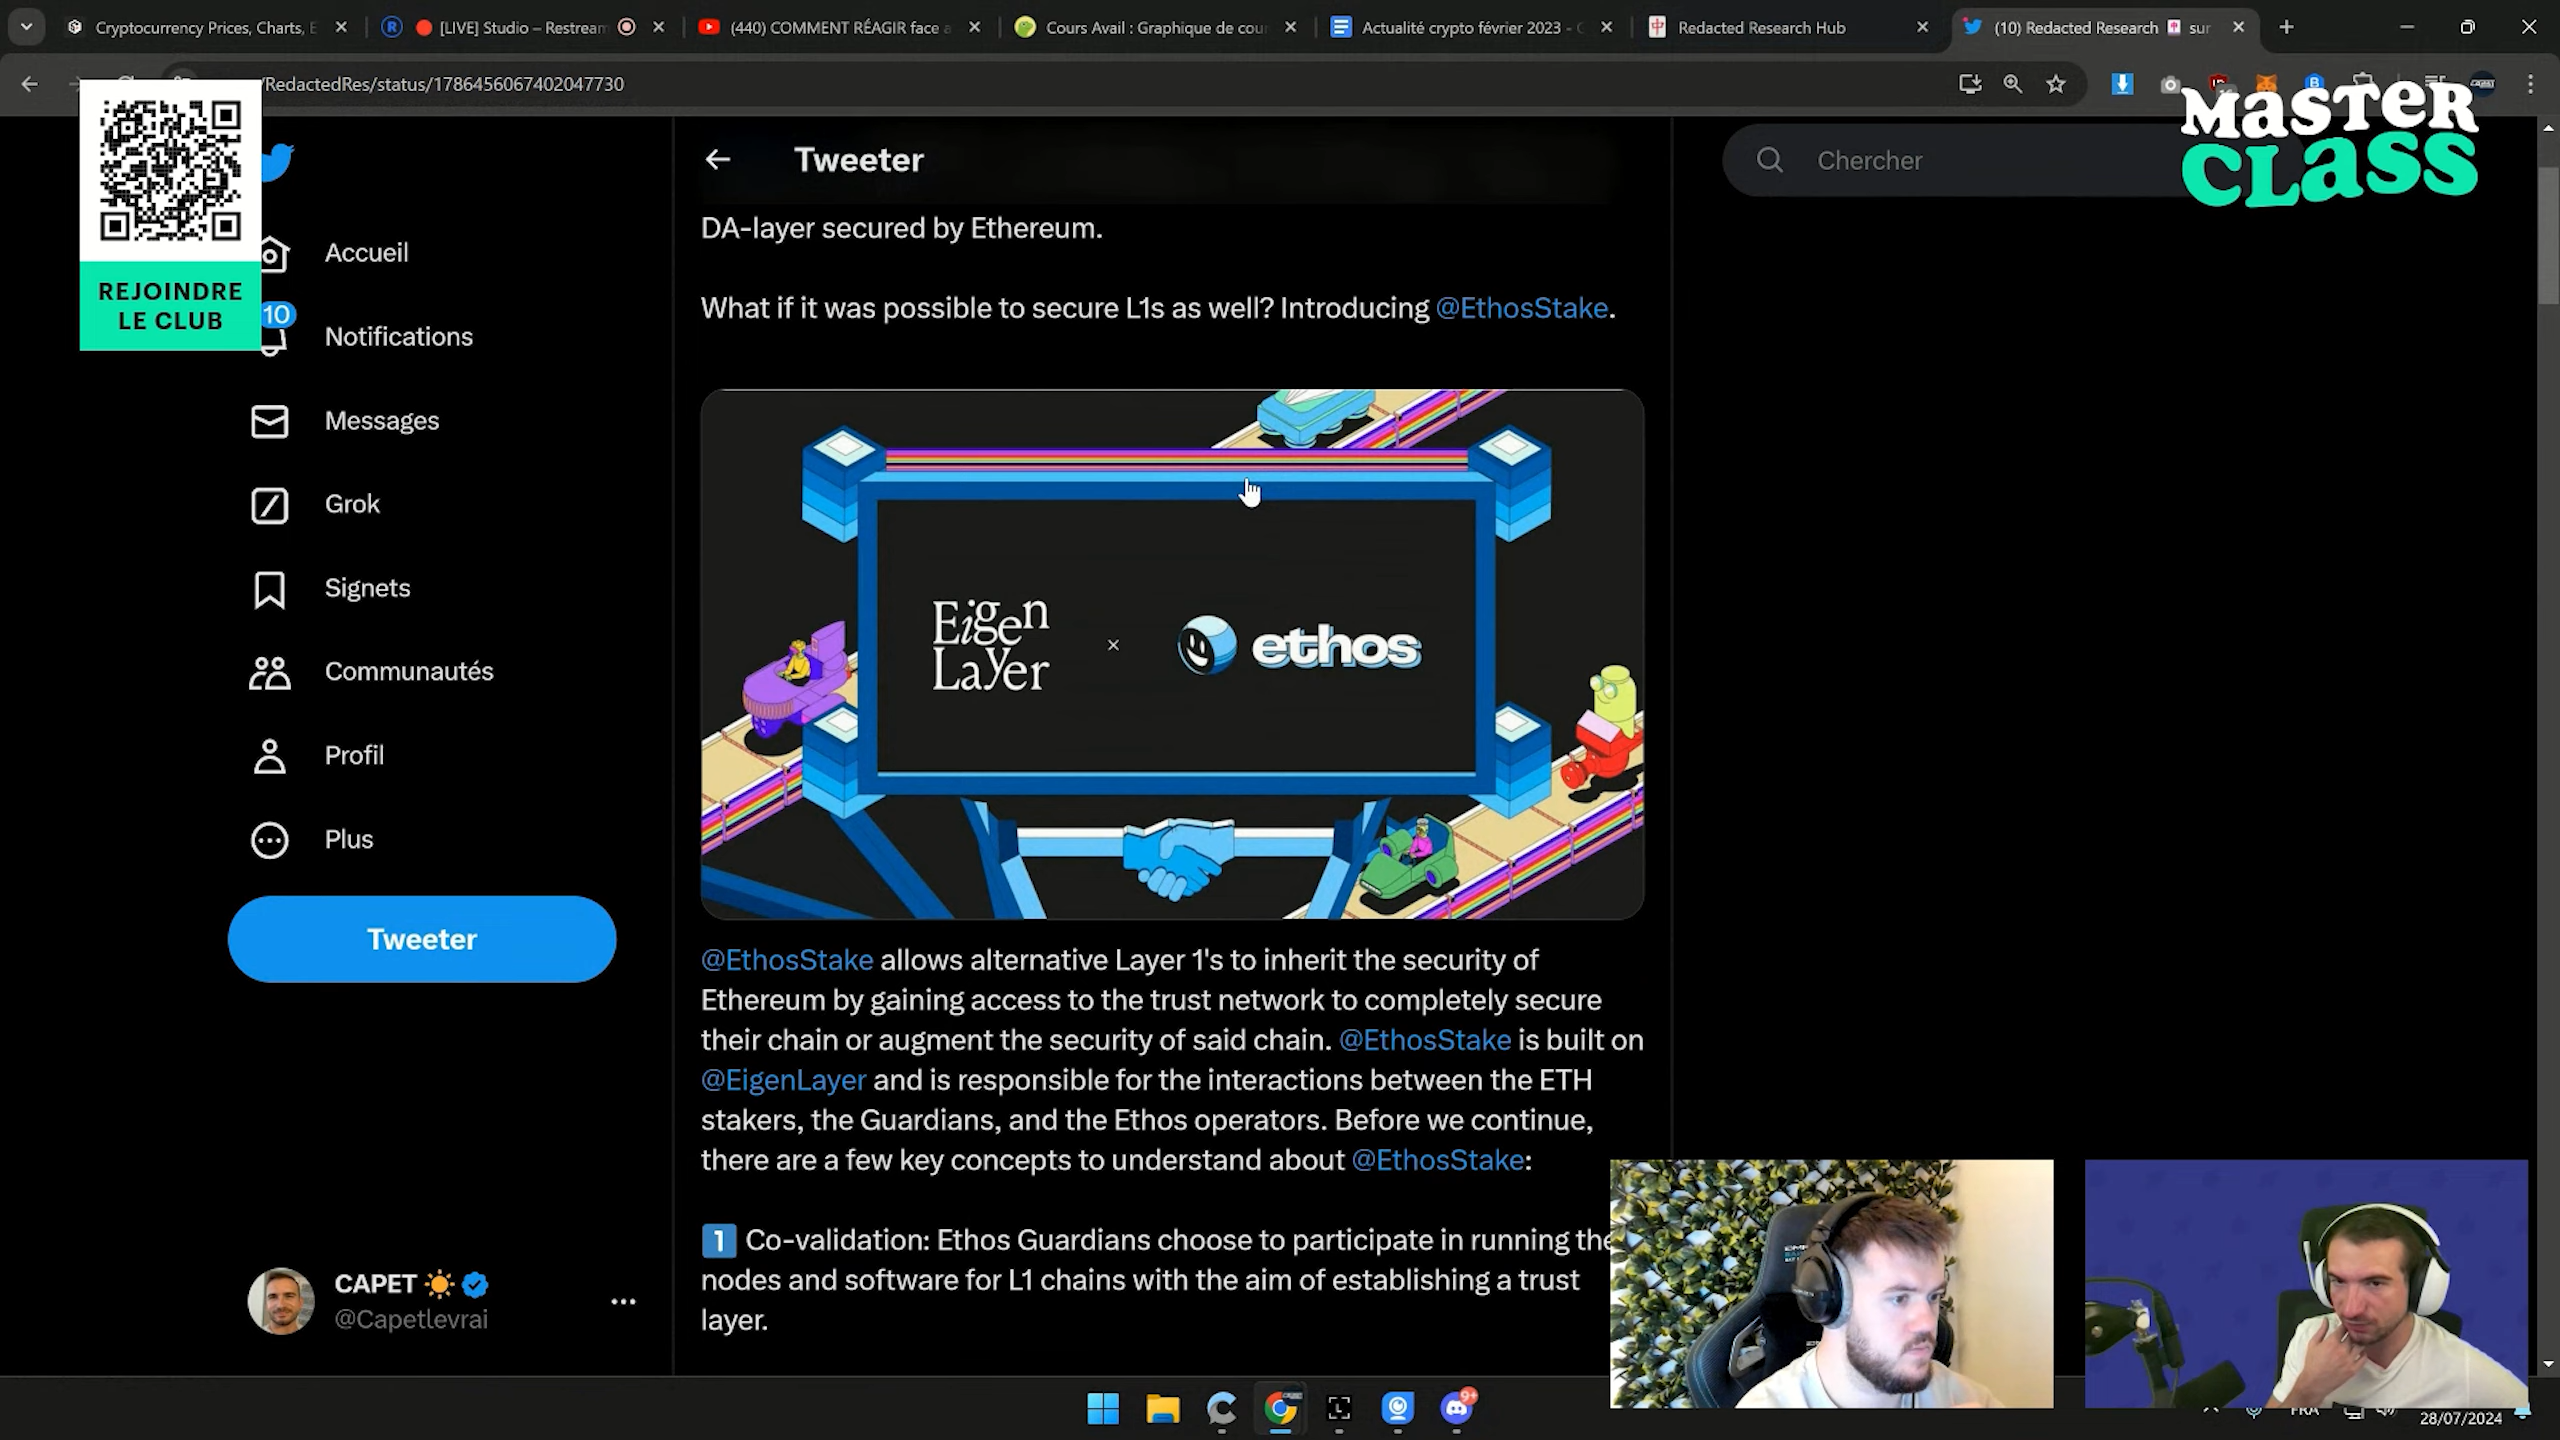 Cryptocurrency Prices, Charts, E
[LIVE] Studio – Restream
(440) COMMENT RÉAGIR face a
Cours Avail : Graphique de cour
Actualité crypto février 2023 - G
Redacted Research Hub
(10) Redacted Research sur
/RedactedRes/status/1786456067402047730
MASTER
CLASS
REJOINDRE
LE CLUB
Accueil
10
Notifications
Messages
Grok
Signets
Communautés
Profil
Plus
Tweeter
CAPET
@Capetlevrai
Tweeter
Chercher
DA-layer secured by Ethereum.
What if it was possible to secure L1s as well? Introducing @EthosStake.
Eigen
Layer
×
ethos
@EthosStake allows alternative Layer 1's to inherit the security of
Ethereum by gaining access to the trust network to completely secure
their chain or augment the security of said chain. @EthosStake is built on
@EigenLayer and is responsible for the interactions between the ETH
stakers, the Guardians, and the Ethos operators. Before we continue,
there are a few key concepts to understand about @EthosStake:
1 Co-validation: Ethos Guardians choose to participate in running the
nodes and software for L1 chains with the aim of establishing a trust
layer.
9+
FRA
28/07/2024